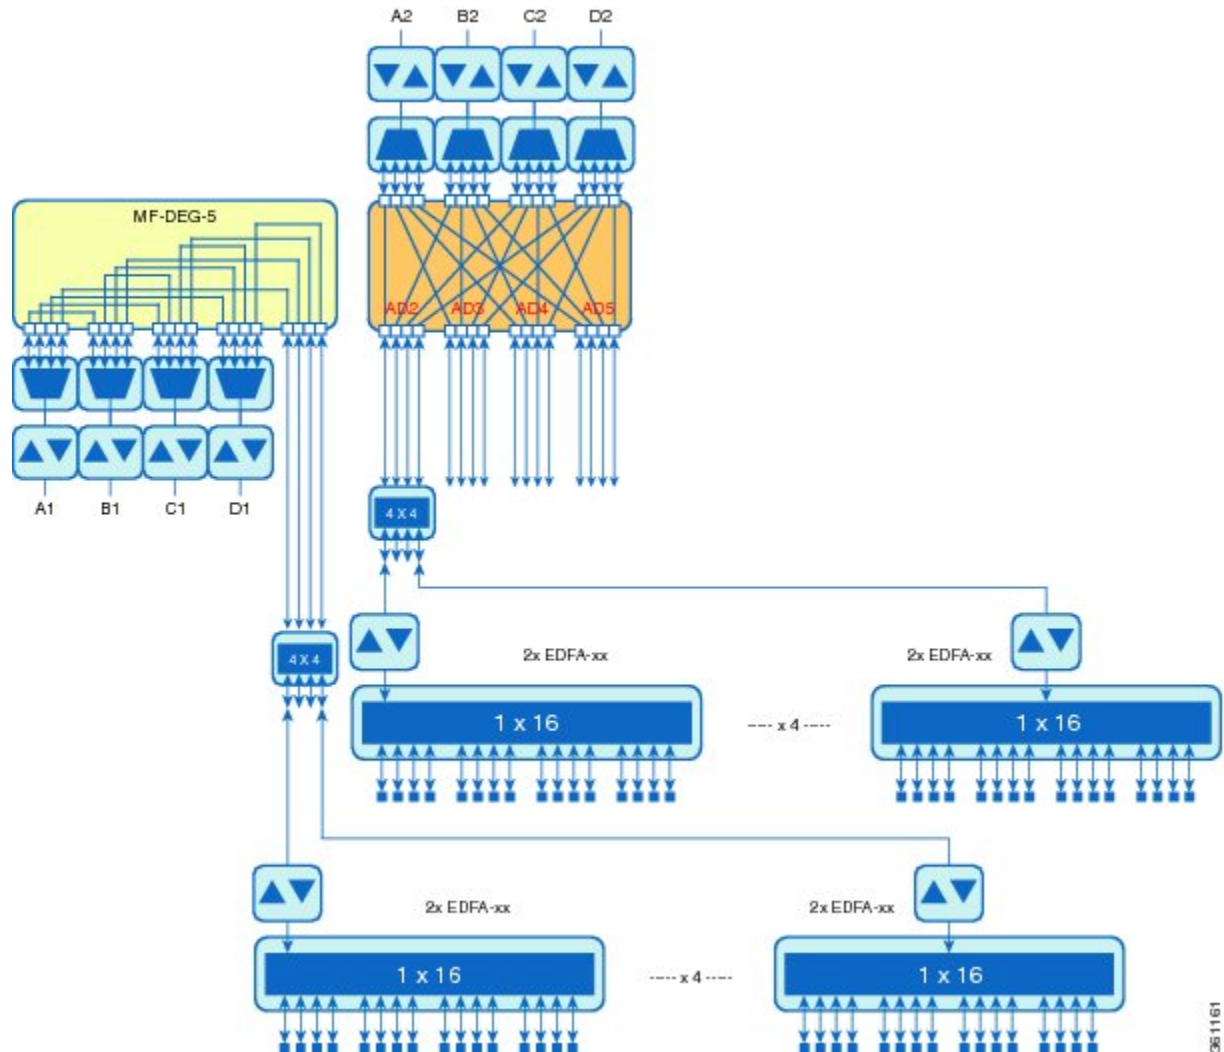 A2 B2 C2 D2
MF-DEG-5
AD2 AD3 AD4 AD5
A1 B1 C1 D1
4 X 4
4 X 4
2x EDFA-xx
2x EDFA-xx
1 x 16
----- x 4 -----
1 x 16
2x EDFA-xx
2x EDFA-xx
1 x 16
----- x 4 -----
1 x 16
361161